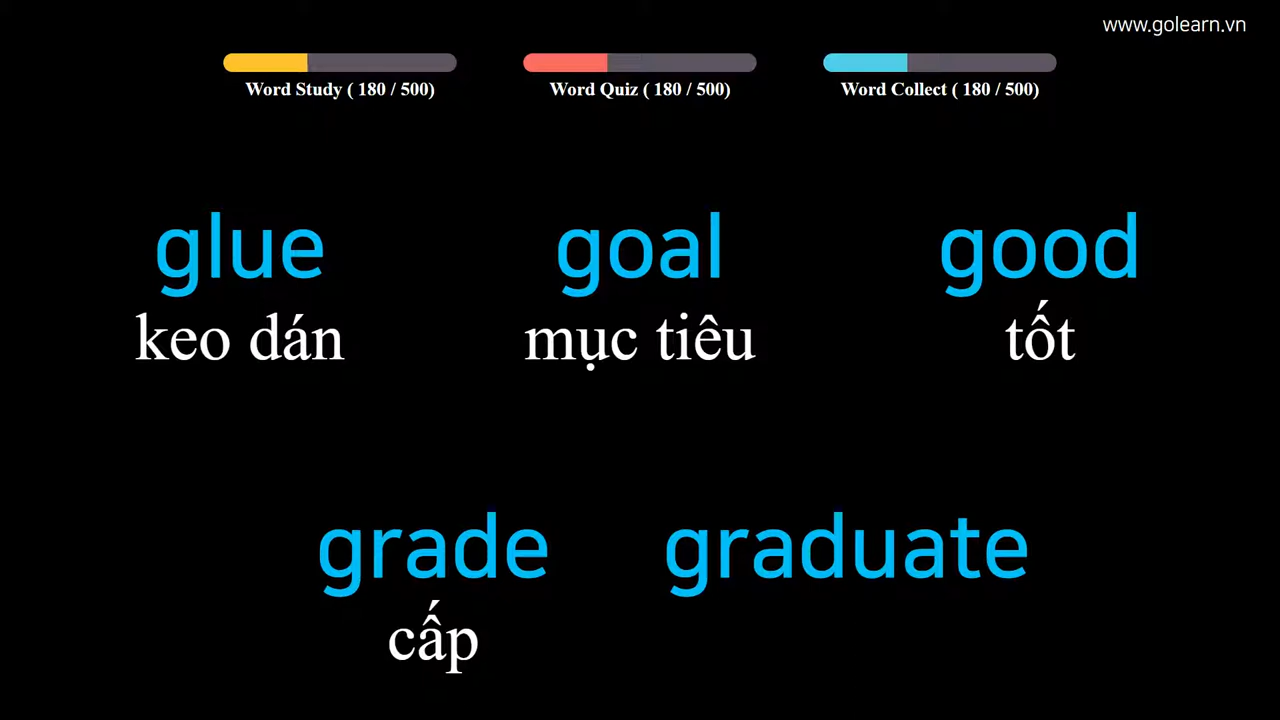 www.golearn.vn
Word Study ( 180 / 500) Word Quiz ( 180 / 500) Word Collect ( 180 / 500)
glue goal good
keo dán mục tiêu tốt
grade graduate
cấp